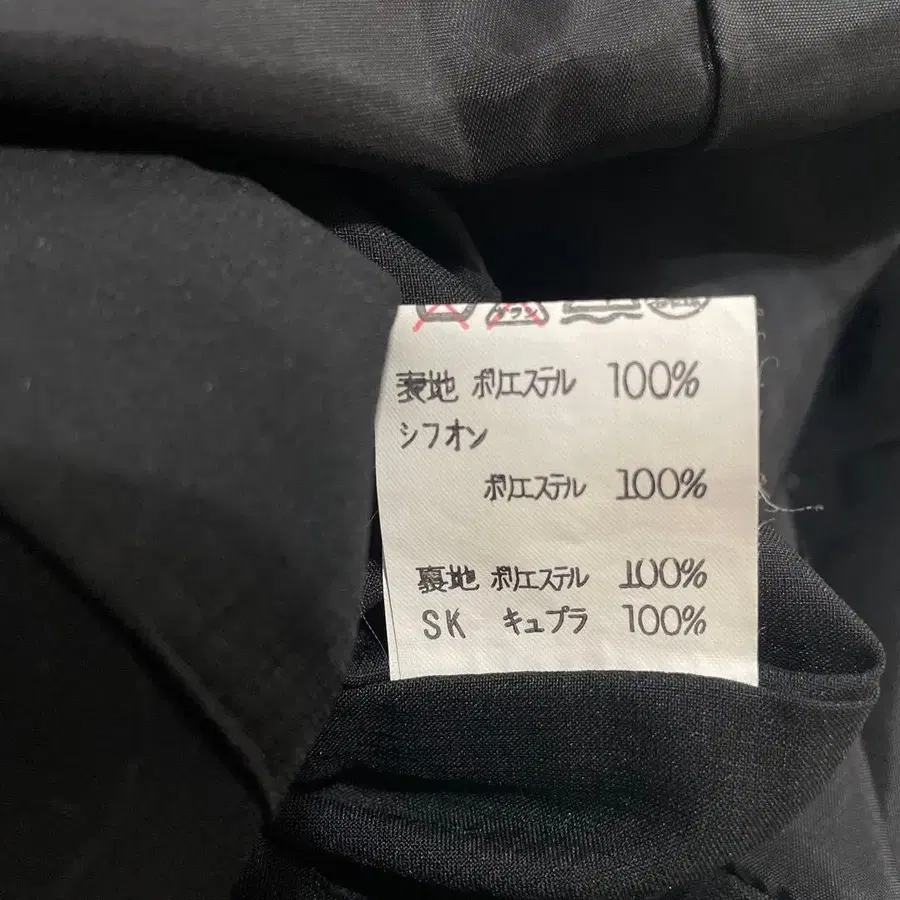 表地 ポリエステル 100%
シフオン
ポリエステル 100%
裏地 ポリエステル 100%
SK キュプラ 100%